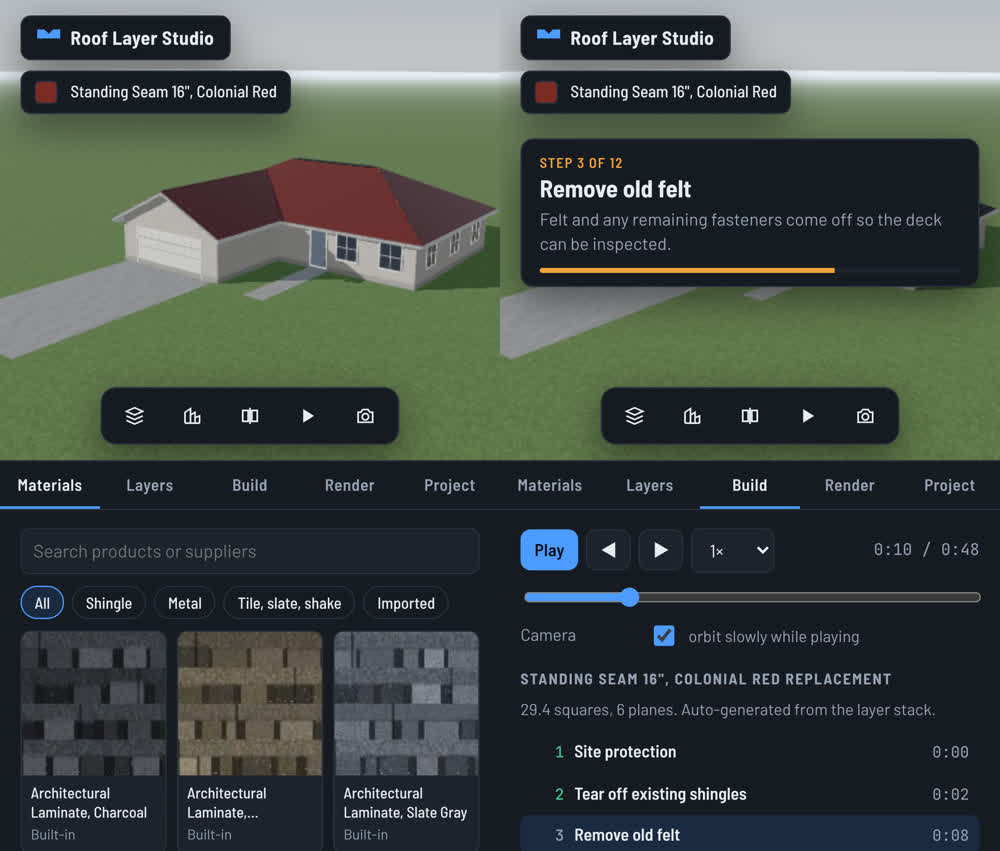 Roof Layer Studio
Standing Seam 16", Colonial Red
Materials
Layers
Build
Render
Project
Search products or suppliers
All
Shingle
Metal
Tile, slate, shake
Imported
Architectural
Laminate, Charcoal
Built-in
Architectural
Laminate,...
Built-in
Architectural
Laminate, Slate Gray
Built-in
Roof Layer Studio
Standing Seam 16", Colonial Red
STEP 3 OF 12
Remove old felt
Felt and any remaining fasteners come off so the deck
can be inspected.
Materials
Layers
Build
Render
Project
Play
1×
0:10 / 0:48
Camera
orbit slowly while playing
STANDING SEAM 16", COLONIAL RED REPLACEMENT
29.4 squares, 6 planes. Auto-generated from the layer stack.
1 Site protection 0:00
2 Tear off existing shingles 0:02
3 Remove old felt 0:08